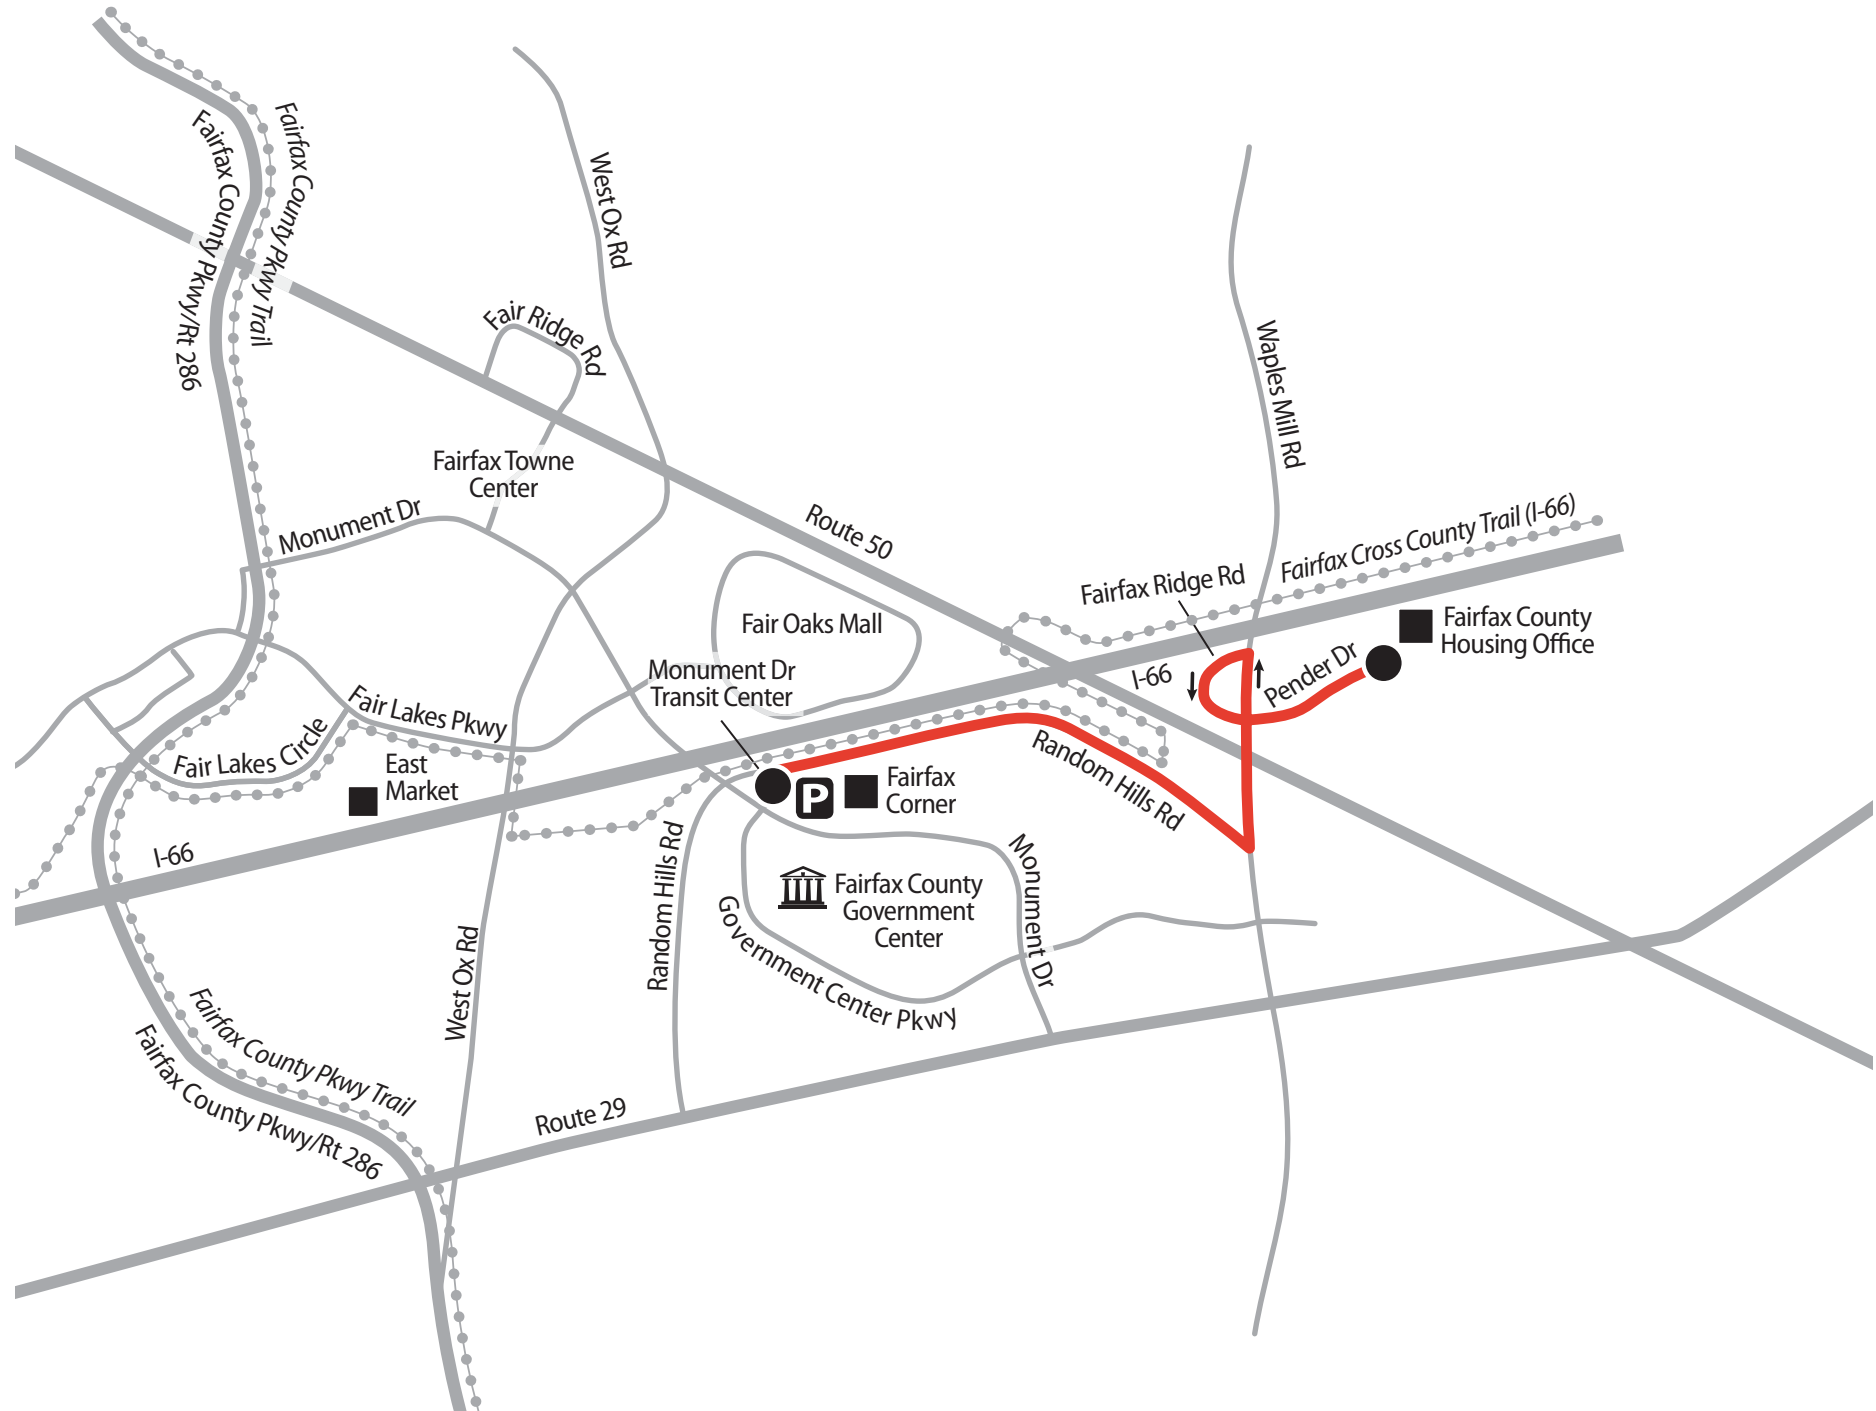 Fairfax County Pkwy/Rt 286
Fairfax County Pkwy Trail
West Ox Rd
Fair Ridge Rd
Waples Mill Rd
Fairfax Towne
Center
Monument Dr
Route 50
Fairfax Cross County Trail (I-66)
Fairfax Ridge Rd
Fair Oaks Mall
Fairfax County
Housing Office
Monument Dr
Transit Center
I-66
Pender Dr
Fair Lakes Pkwy
Fair Lakes Circle
East
Market
P
Fairfax
Corner
Random Hills Rd
I-66
Random Hills Rd
Monument Dr
Fairfax County
Government
Center
Government Center Pkwy
West Ox Rd
Fairfax County Pkwy Trail
Fairfax County Pkwy/Rt 286
Route 29